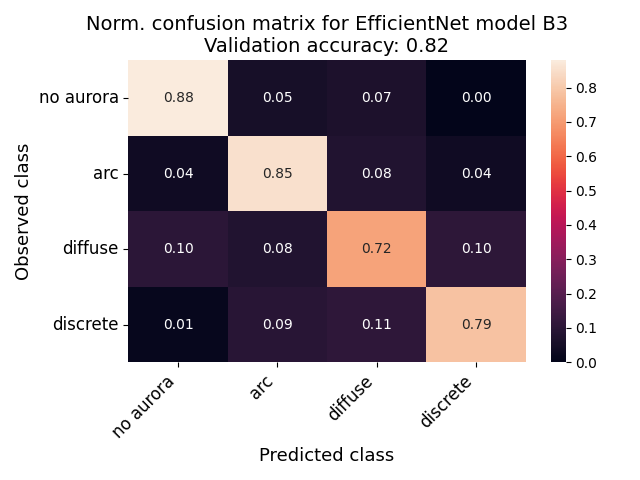 Norm. confusion matrix for EfficientNet model B3
Validation accuracy: 0.82
Observed class
no aurora 0.88 0.05 0.07 0.00
arc 0.04 0.85 0.08 0.04
diffuse 0.10 0.08 0.72 0.10
discrete 0.01 0.09 0.11 0.79
no aurora arc diffuse discrete
Predicted class
0.8
0.7
0.6
0.5
0.4
0.3
0.2
0.1
0.0